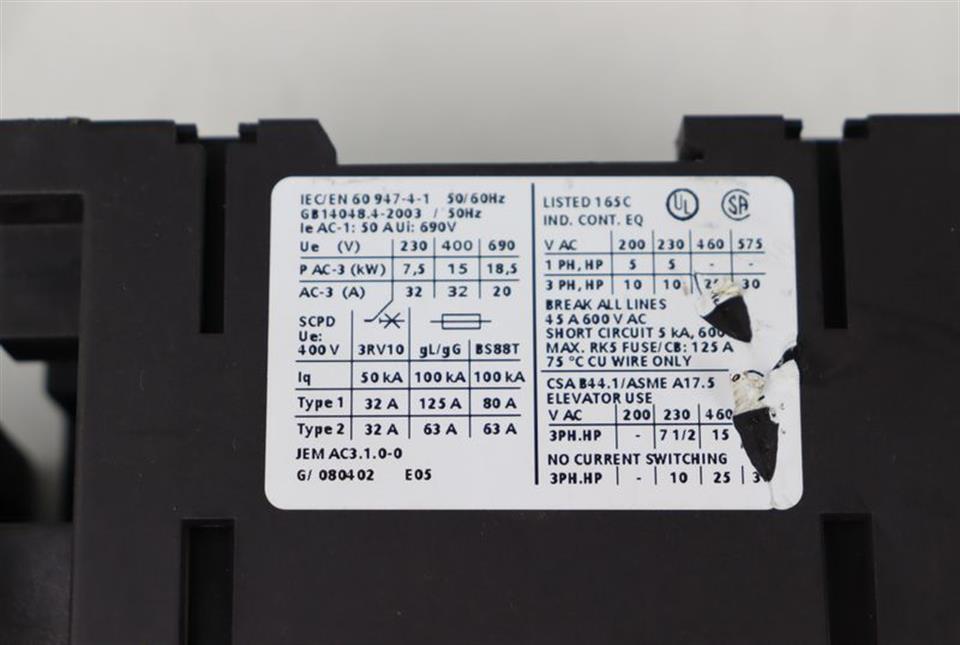 IEC/EN 60 947-4-1 50/60Hz
GB14048.4-2003 / 50Hz
Ie AC-1: 50 A Ui: 690V
Ue (V) 230 400 690
P AC-3 (kW) 7,5 15 18,5
AC-3 (A) 32 32 20
SCPD
Ue:
400 V 3RV10 gL/gG BS88T
Iq 50 kA 100 kA 100 kA
Type 1 32 A 125 A 80 A
Type 2 32 A 63 A 63 A
JEM AC3.1.0-0
G/ 080402 E05
LISTED 165C UL SA
IND. CONT. EQ
V AC 200 230 460 575
1 PH, HP 5 5 - -
3 PH, HP 10 10 30
BREAK ALL LINES
45 A 600 V AC
SHORT CIRCUIT 5 kA,
MAX. RK5 FUSE/CB: 125 A
75 °C CU WIRE ONLY
CSA B44.1/ASME A17.5
ELEVATOR USE
V AC 200 230 460
3PH.HP - 7 1/2 15
NO CURRENT SWITCHING
3PH.HP - 10 25